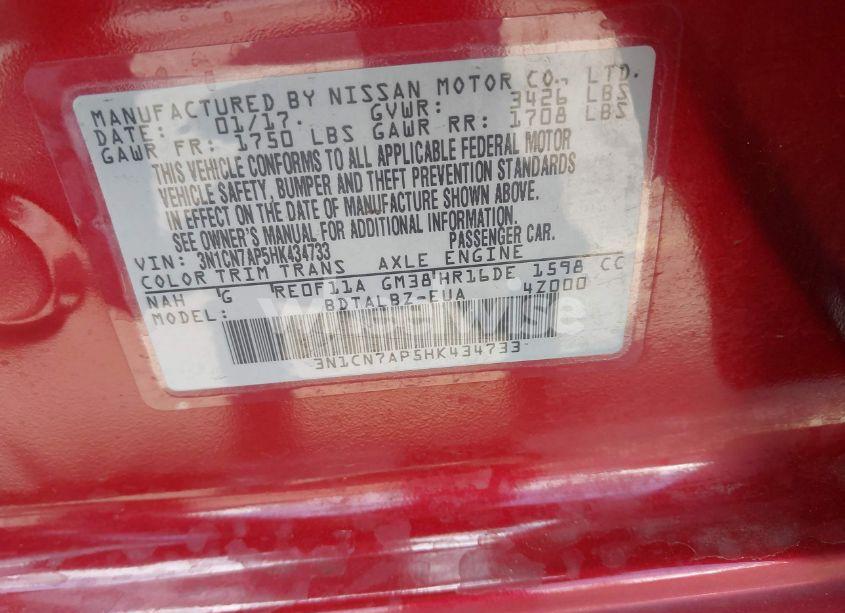 MANUFACTURED BY NISSAN MOTOR CO., LTD.
DATE: 01/17. GVWR: 3426 LBS
GAWR FR: 1750 LBS GAWR RR: 1708 LBS
THIS VEHICLE CONFORMS TO ALL APPLICABLE FEDERAL MOTOR
VEHICLE SAFETY, BUMPER AND THEFT PREVENTION STANDARDS
IN EFFECT ON THE DATE OF MANUFACTURE SHOWN ABOVE.
SEE OWNER'S MANUAL FOR ADDITIONAL INFORMATION.
VIN: 3N1CN7AP5HK434733 PASSENGER CAR.
COLOR TRIM TRANS AXLE ENGINE
NAH G RE0F11A GM38 HR16DE 1598 CC
MODEL: BDTALBZ-EUA 4Z000
wheelwise
3N1CN7AP5HK434733